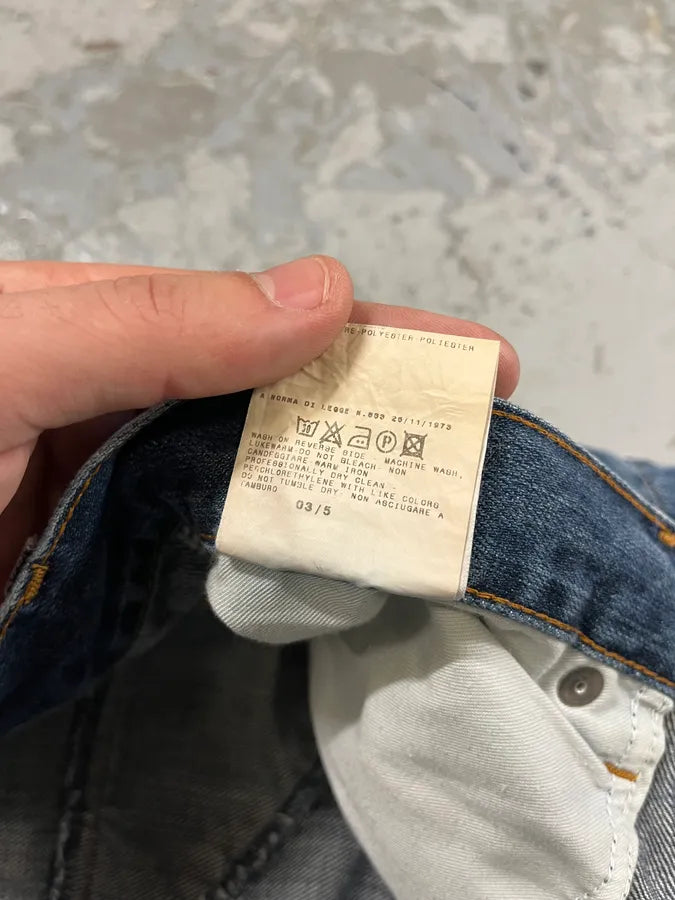 RE-POLYESTER-POLIESTER
A NORMA DI LEGGE N.883 26/11/1973
30 P
WASH ON REVERSE SIDE. MACHINE WASH,
LUKEWARM-DO NOT BLEACH- NON
CANDEGGIARE WARM IRON
PROFESSIONALLY DRY CLEAN -
PERCHLORETHYLENE WITH LIKE COLORS
DO NOT TUMBLE DRY. NON ASCIUGARE A
TAMBURO
03/5